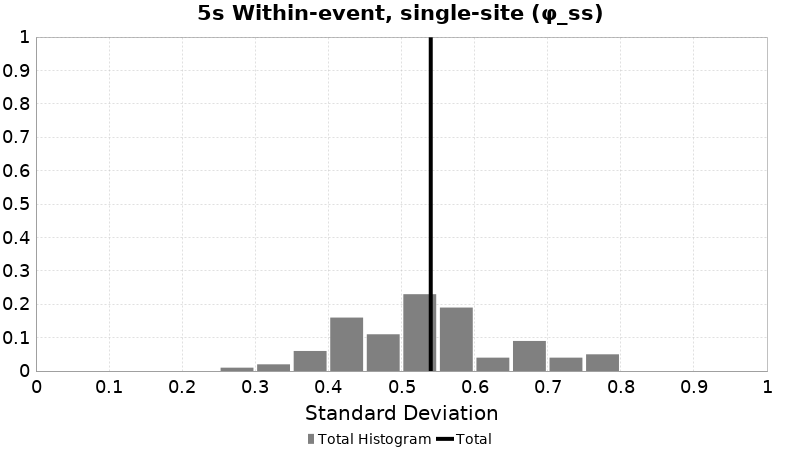 5s Within-event, single-site (φ_ss)
1
0.9
0.8
0.7
0.6
0.5
0.4
0.3
0.2
0.1
0
0 0.1 0.2 0.3 0.4 0.5 0.6 0.7 0.8 0.9 1
Standard Deviation
Total Histogram Total